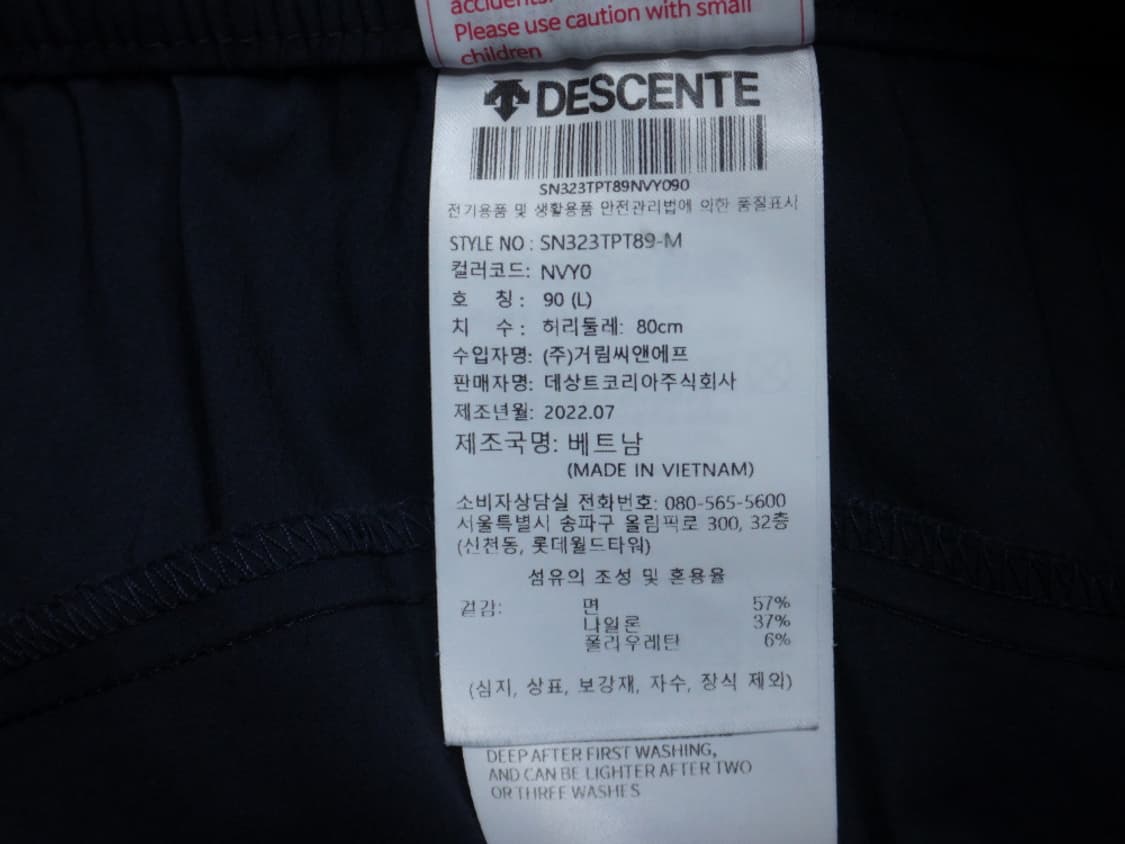 accidents.
Please use caution with small
children
DESCENTE
SN323TPT89NVY090
전기용품 및 생활용품 안전관리법에 의한 품질표시
STYLE NO : SN323TPT89-M
컬러코드: NVY0
호 칭 : 90 (L)
치 수 : 허리둘레: 80cm
수입자명: (주)거림씨앤에프
판매자명: 데상트코리아주식회사
제조년월: 2022.07
제조국명: 베트남
(MADE IN VIETNAM)
소비자상담실 전화번호: 080-565-5600
서울특별시 송파구 올림픽로 300, 32층
(신천동, 롯데월드타워)
섬유의 조성 및 혼용율
겉감: 면 57%
나일론 37%
폴리우레탄 6%
(심지, 상표, 보강재, 자수, 장식 제외)
DEEP AFTER FIRST WASHING,
AND CAN BE LIGHTER AFTER TWO
OR THREE WASHES